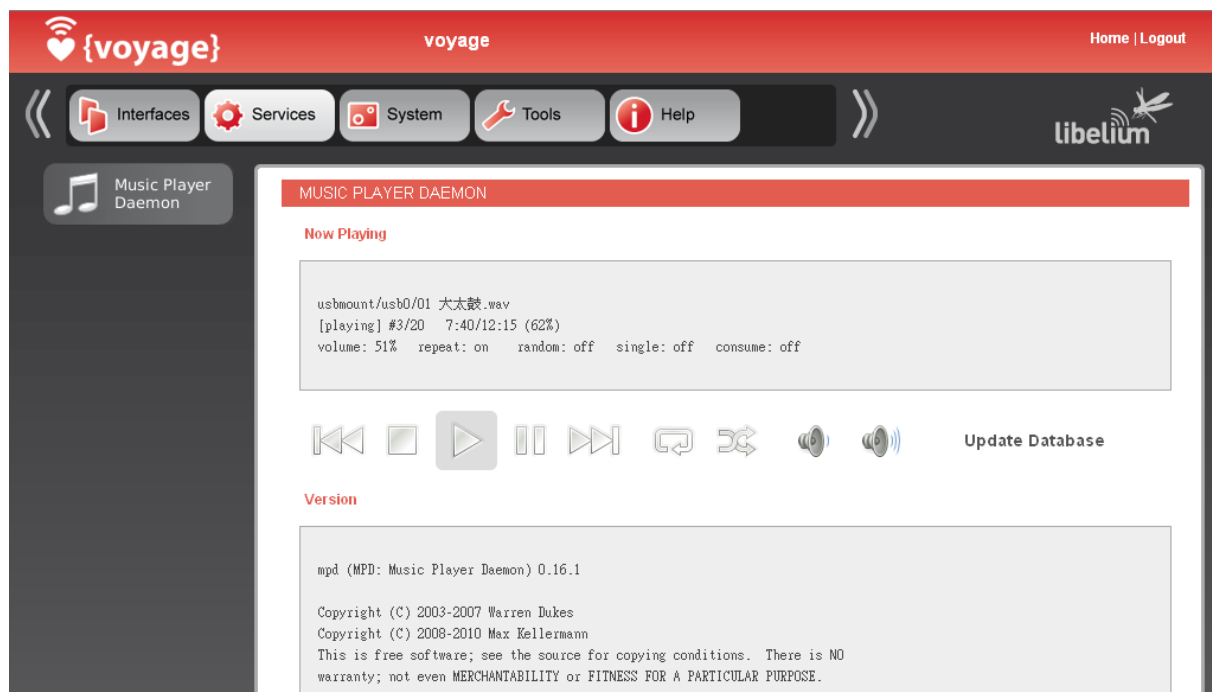 {voyage}
voyage
Home | Logout
Interfaces
Services
System
Tools
Help
libelium
Music Player
Daemon
MUSIC PLAYER DAEMON
Now Playing
usbmount/usb0/01 大太鼓.wav
[playing] #3/20 7:40/12:15 (62%)
volume: 51% repeat: on random: off single: off consume: off
Update Database
Version
mpd (MPD: Music Player Daemon) 0.16.1
Copyright (C) 2003-2007 Warren Dukes
Copyright (C) 2008-2010 Max Kellermann
This is free software; see the source for copying conditions. There is NO
warranty; not even MERCHANTABILITY or FITNESS FOR A PARTICULAR PURPOSE.